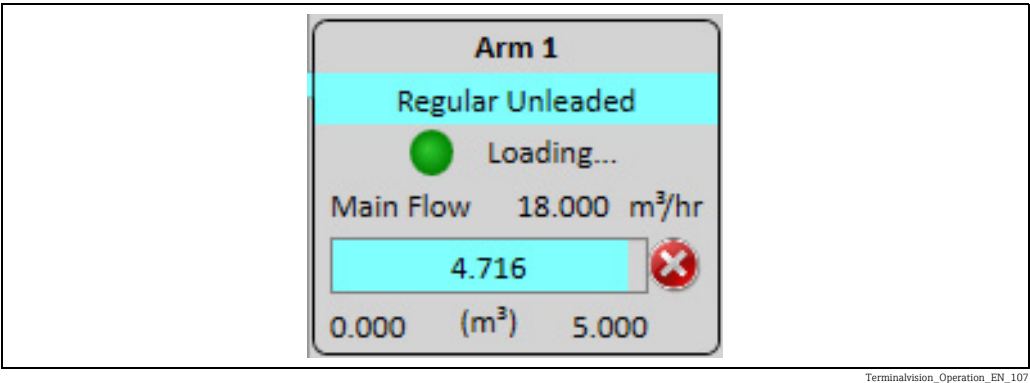 Arm 1
Regular Unleaded
Loading...
Main Flow 18.000 m³/hr
4.716
0.000 (m³) 5.000
Terminalvision_Operation_EN_107